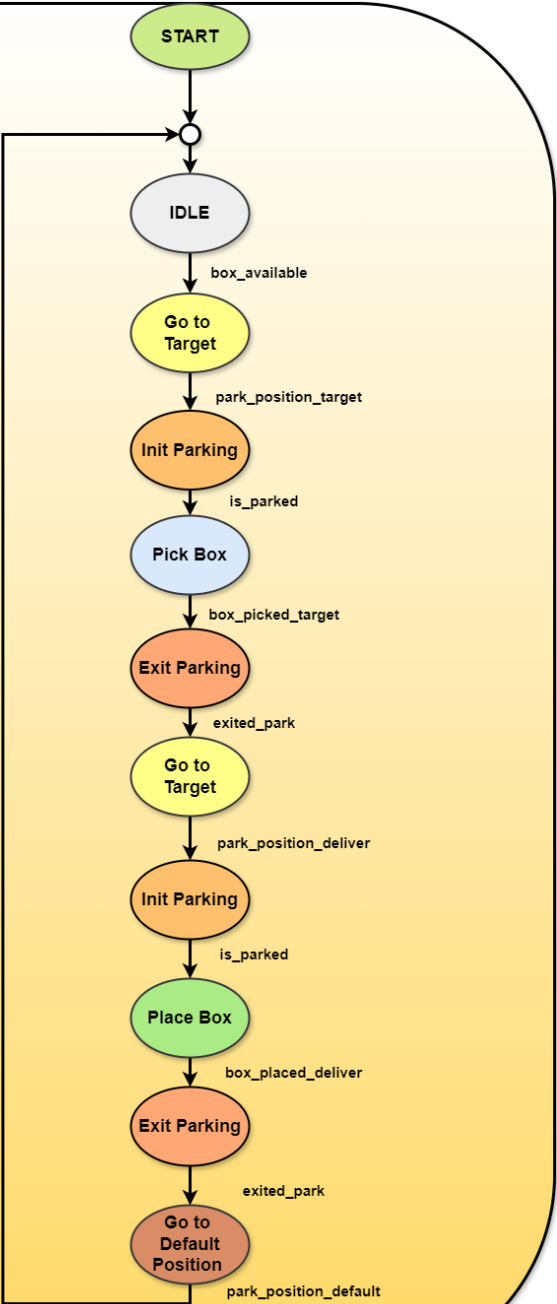 START
IDLE
box_available
Go to
Target
park_position_target
Init Parking
is_parked
Pick Box
box_picked_target
Exit Parking
exited_park
Go to
Target
park_position_deliver
Init Parking
is_parked
Place Box
box_placed_deliver
Exit Parking
exited_park
Go to
Default
Position
park_position_default